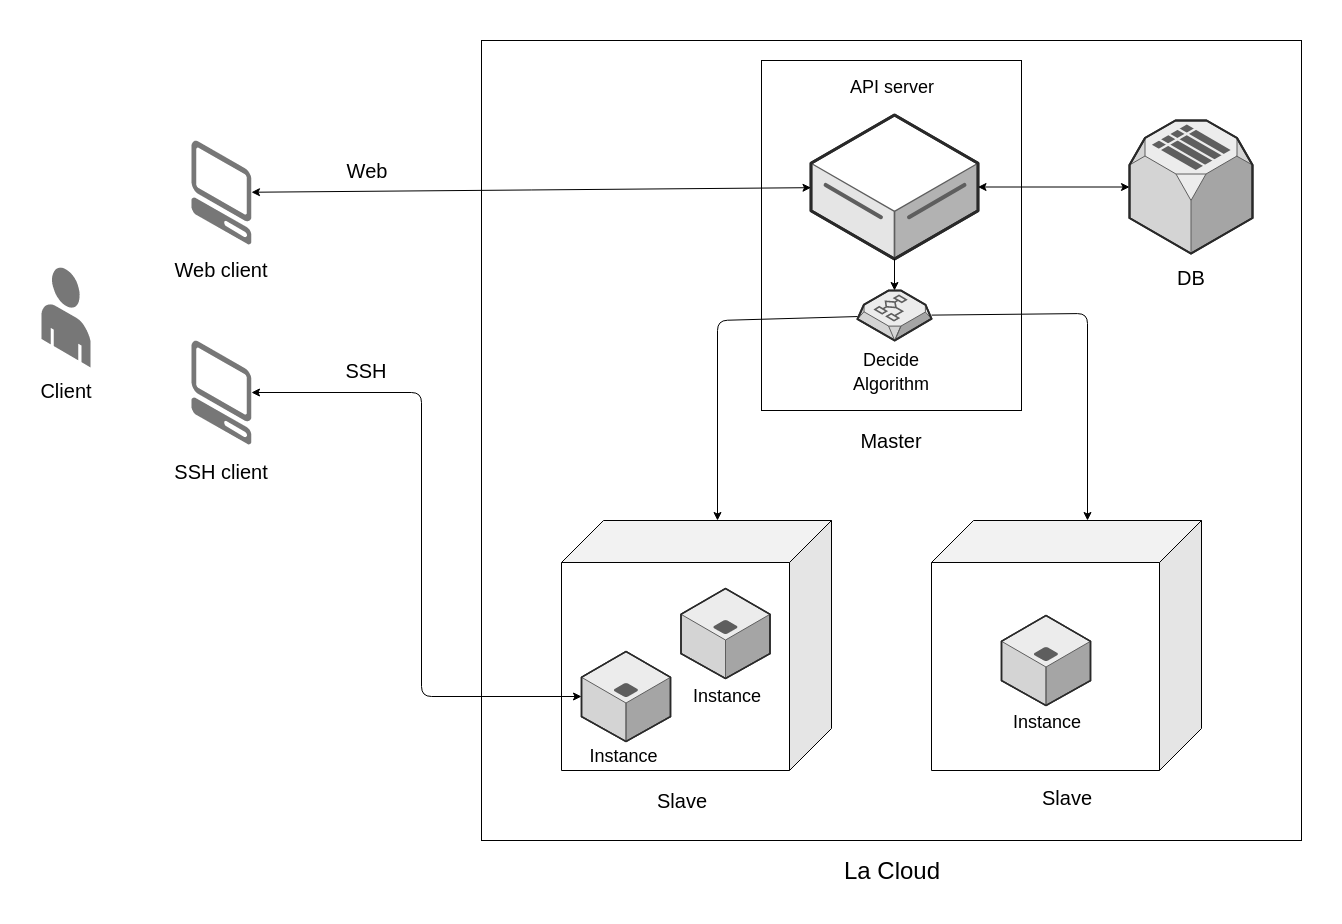 API server
Web
Web client
DB
Client
SSH
Decide
Algorithm
Master
SSH client
Instance
Instance
Instance
Slave
Slave
La Cloud